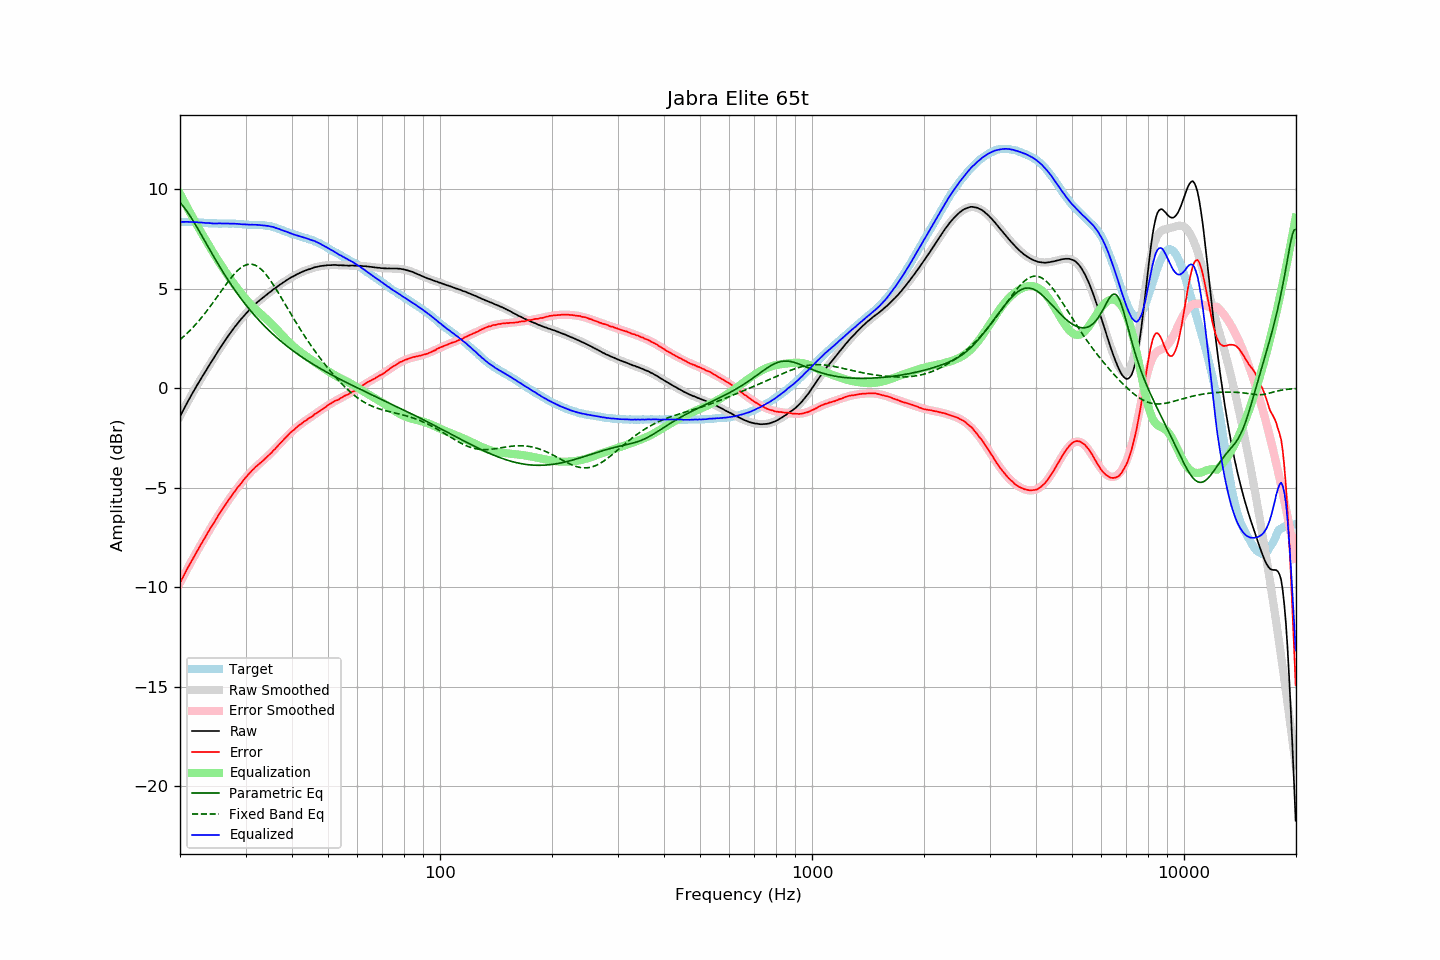 Jabra Elite 65t
Amplitude (dBr)
10
5
0
−5
−10
−15
−20
Target
Raw Smoothed
Error Smoothed
Raw
Error
Equalization
Parametric Eq
Fixed Band Eq
Equalized
100
1000
10000
Frequency (Hz)